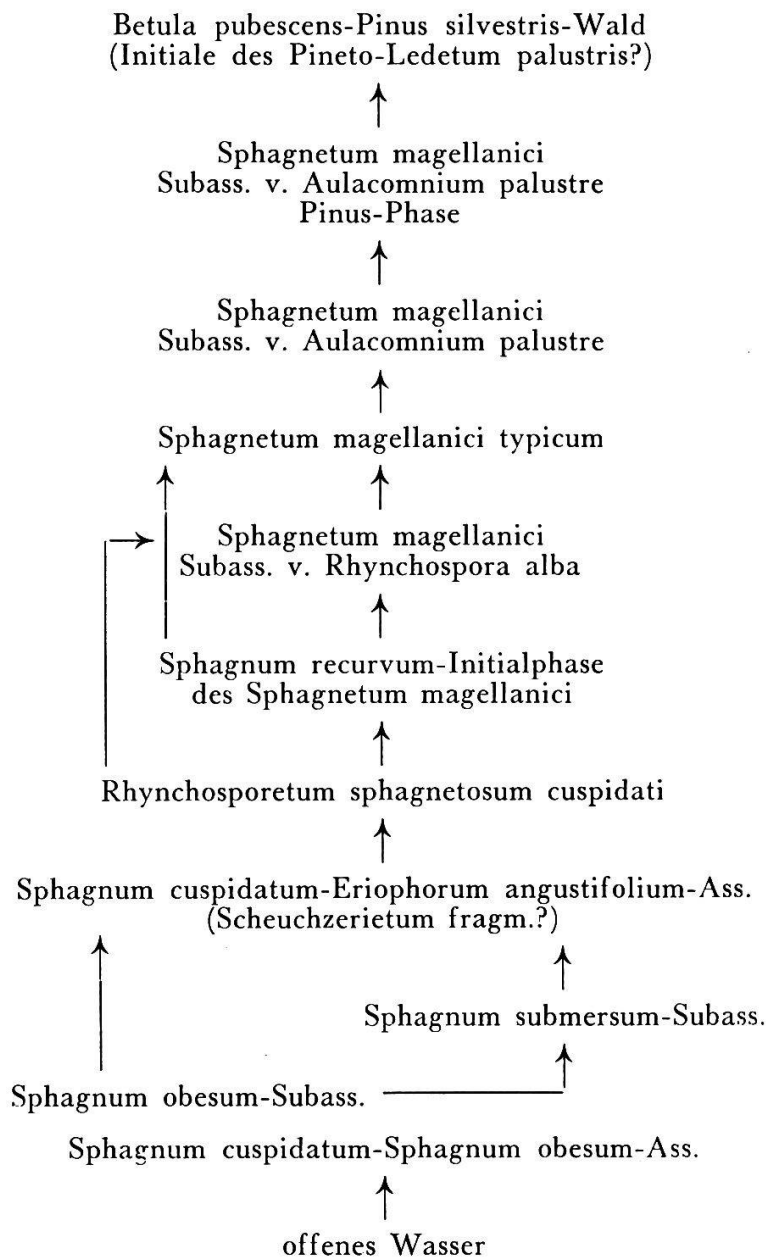 Betula pubescens-Pinus silvestris-Wald
(Initiale des Pineto-Ledetum palustris?)
Sphagnetum magellanici
Subass. v. Aulacomnium palustre
Pinus-Phase
Sphagnetum magellanici
Subass. v. Aulacomnium palustre
Sphagnetum magellanici typicum
Sphagnetum magellanici
Subass. v. Rhynchospora alba
Sphagnum recurvum-Initialphase
des Sphagnetum magellanici
Rhynchosporetum sphagnetosum cuspidati
Sphagnum cuspidatum-Eriophorum angustifolium-Ass.
(Scheuchzerietum fragm.?)
Sphagnum submersum-Subass.
Sphagnum obesum-Subass.
Sphagnum cuspidatum-Sphagnum obesum-Ass.
offenes Wasser